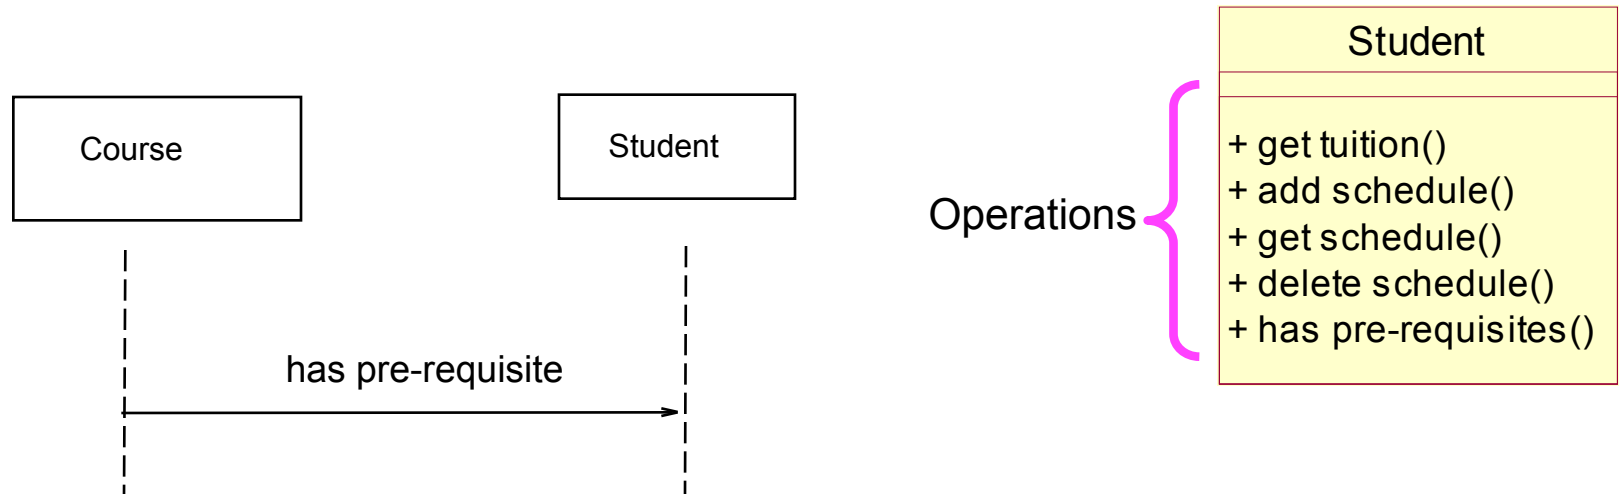 Course
Student
has pre-requisite
Operations
Student
+ get tuition()
+ add schedule()
+ get schedule()
+ delete schedule()
+ has pre-requisites()